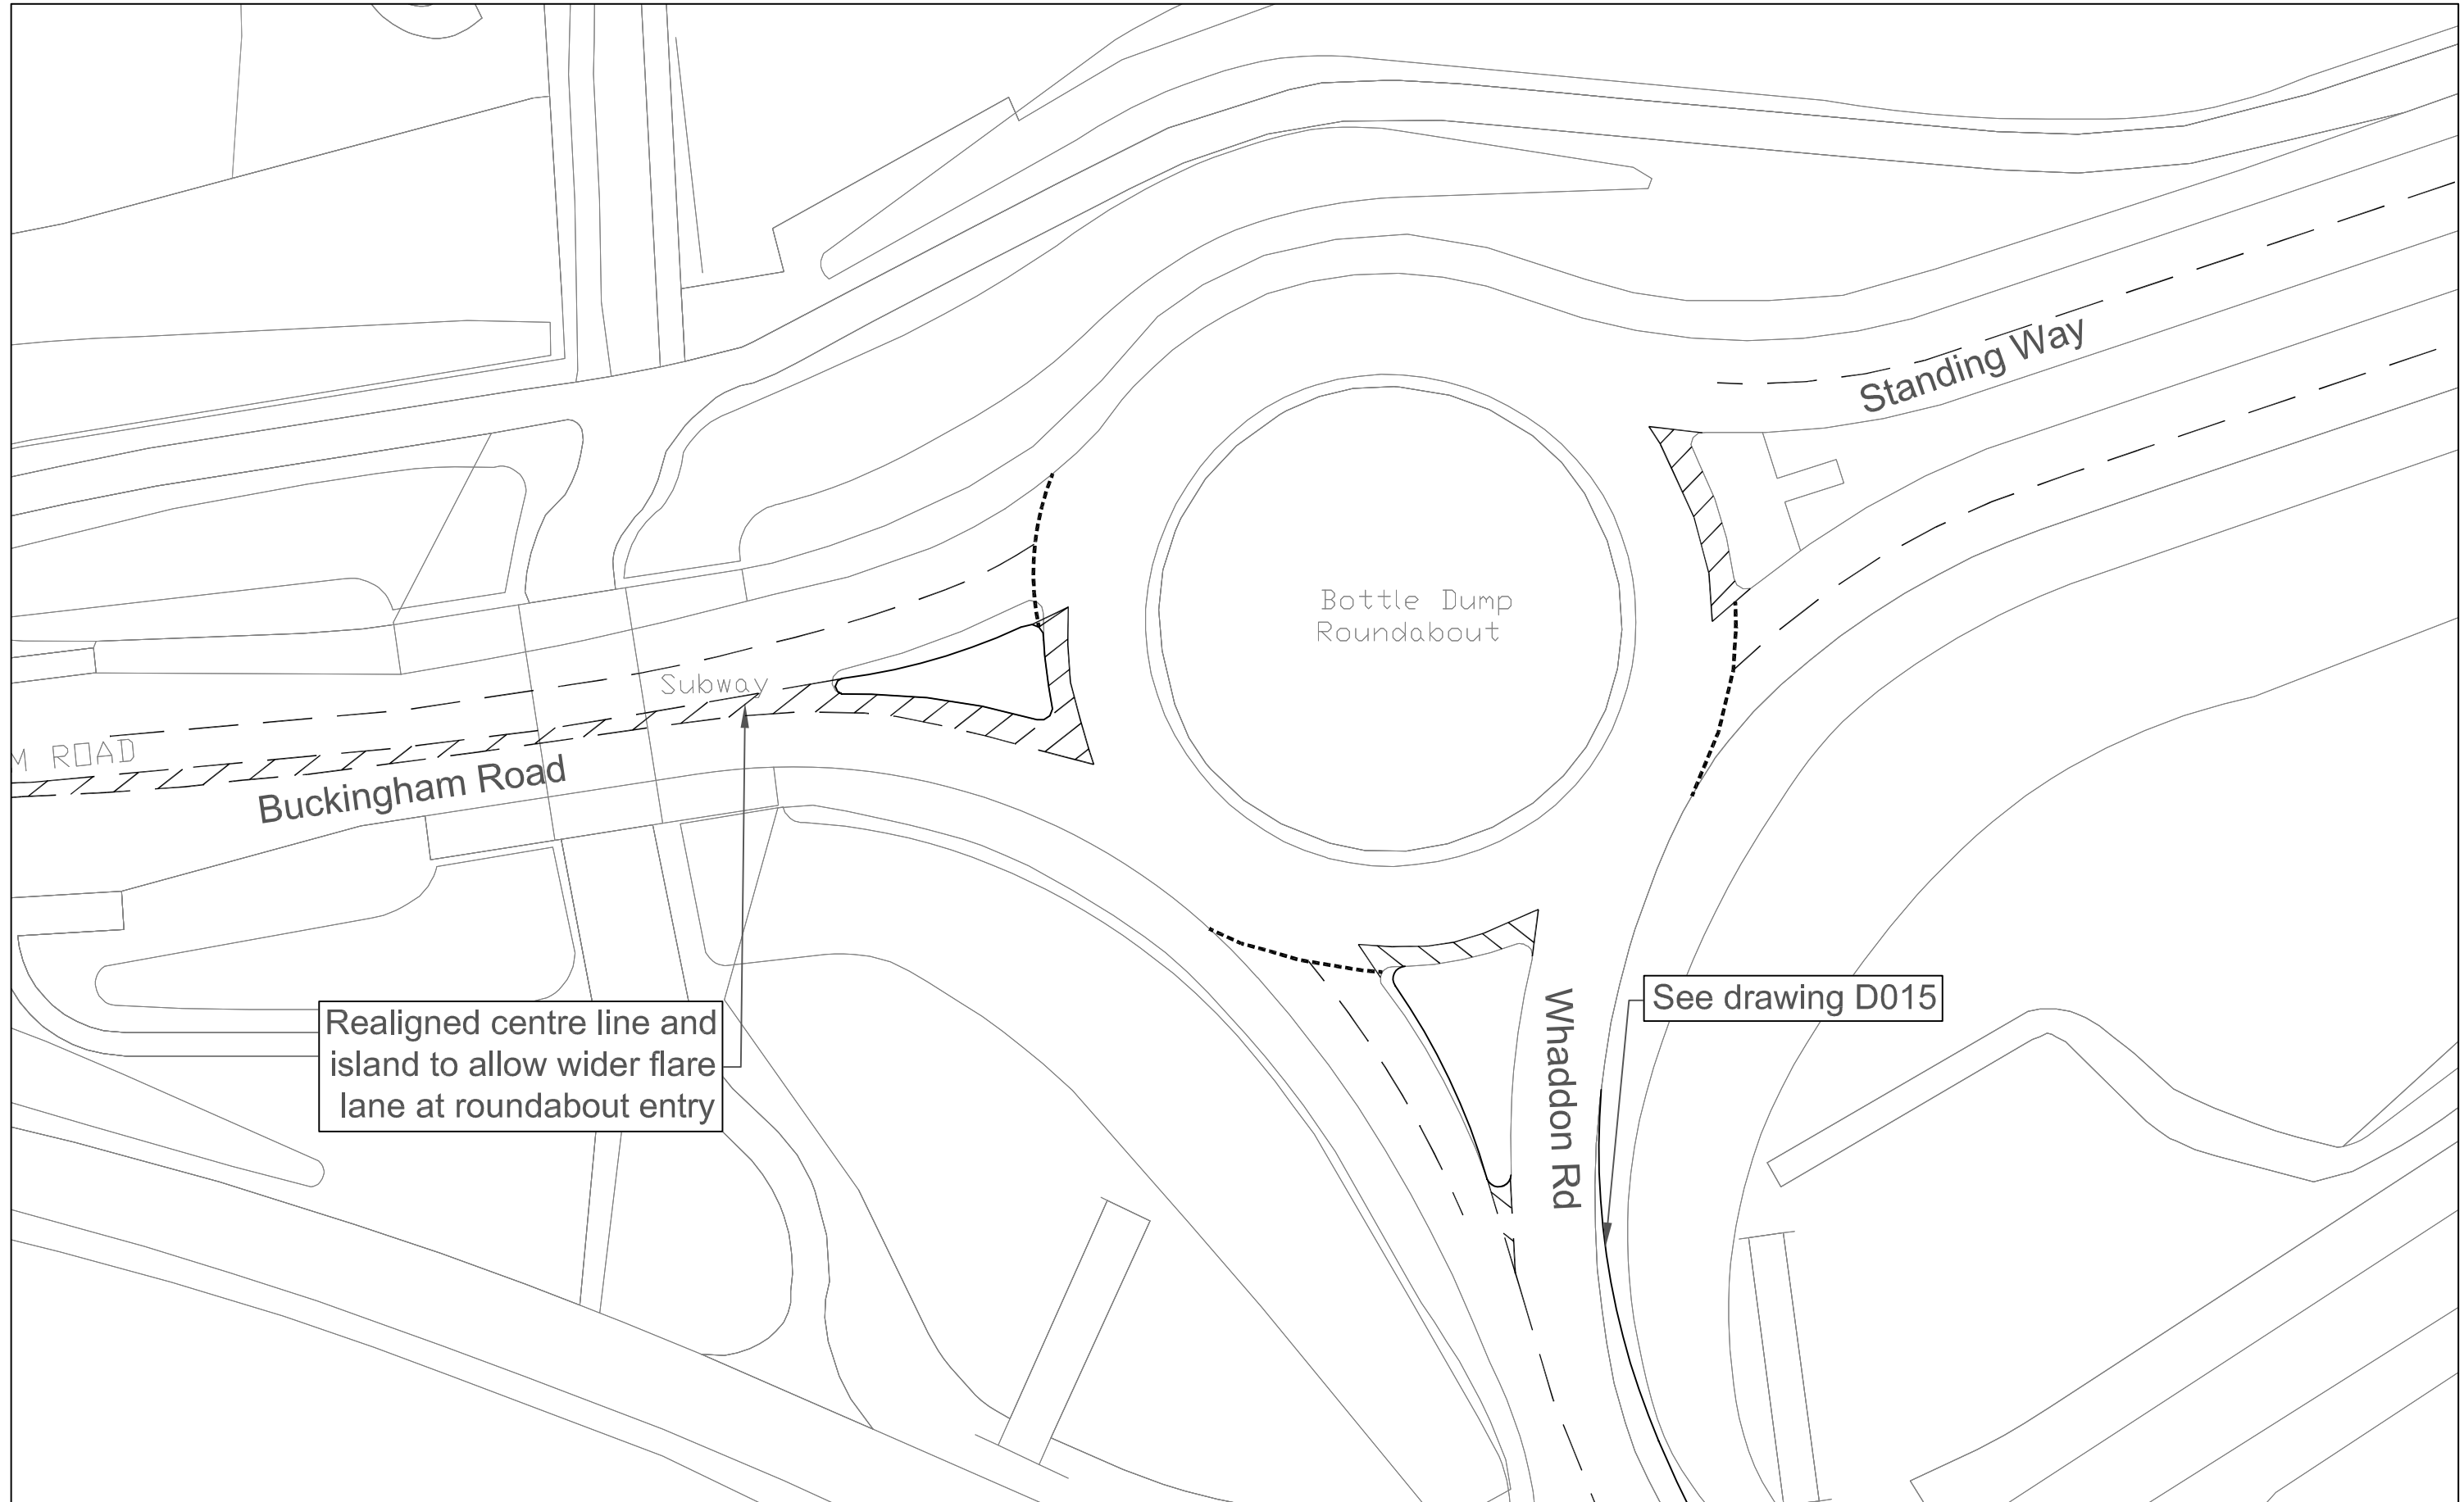 Standing Way
Bottle Dump
Roundabout
Subway
M ROAD
Buckingham Road
See drawing D015
Whaddon Rd
Realigned centre line and
island to allow wider flare
lane at roundabout entry